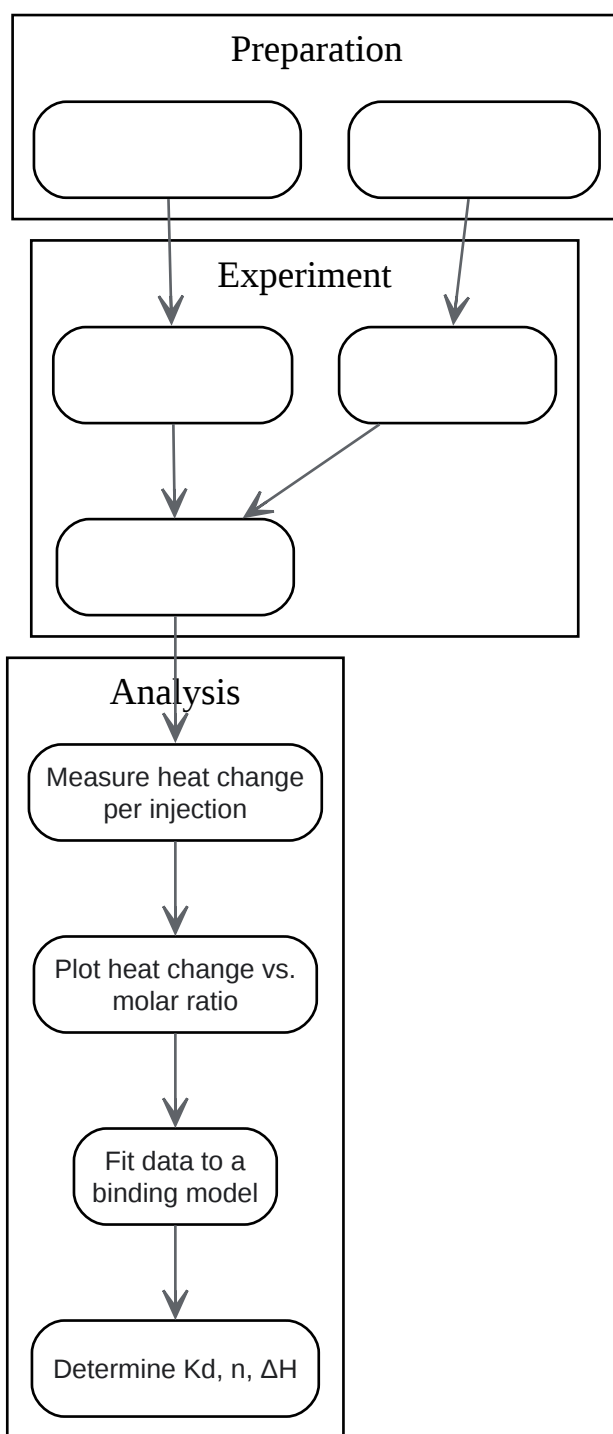 Preparation
Experiment
Analysis
Measure heat change
per injection
Plot heat change vs.
molar ratio
Fit data to a
binding model
Determine Kd, n, ΔH